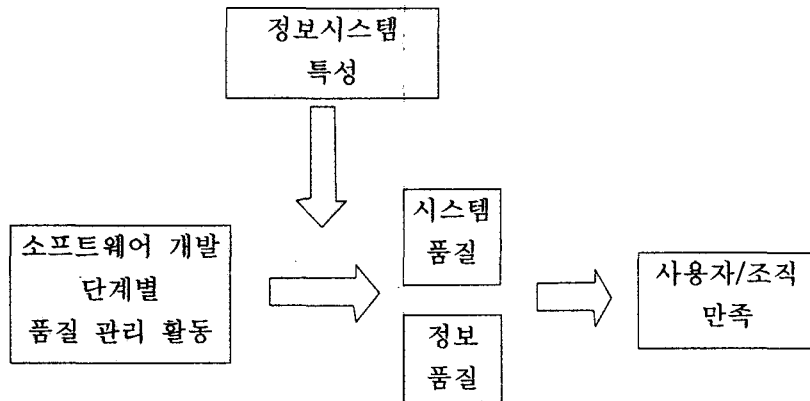 정보시스템
특성
소프트웨어 개발
단계별
품질 관리 활동
시스템
품질
정보
품질
사용자/조직
만족